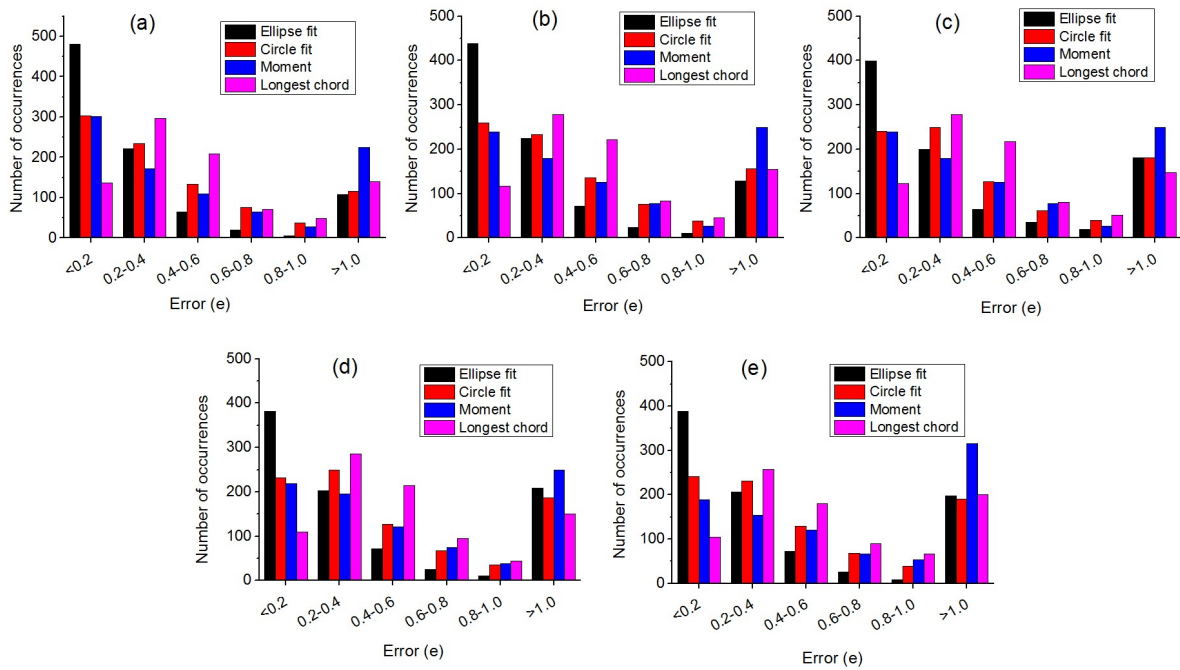 (a)
Ellipse fit
Circle fit
Moment
Longest chord
Number of occurrences
500
400
300
200
100
0
<0.2
0.2-0.4
0.4-0.6
0.6-0.8
0.8-1.0
>1.0
Error (e)
(b)
Ellipse fit
Circle fit
Moment
Longest chord
Number of occurrences
500
400
300
200
100
0
<0.2
0.2-0.4
0.4-0.6
0.6-0.8
0.8-1.0
>1.0
Error (e)
(c)
Ellipse fit
Circle fit
Moment
Longest chord
Number of occurrences
500
400
300
200
100
0
<0.2
0.2-0.4
0.4-0.6
0.6-0.8
0.8-1.0
>1.0
Error (e)
(d)
Ellipse fit
Circle fit
Moment
Longest chord
Number of occurrences
500
400
300
200
100
0
<0.2
0.2-0.4
0.4-0.6
0.6-0.8
0.8-1.0
>1.0
Error (e)
(e)
Ellipse fit
Circle fit
Moment
Longest chord
Number of occurrences
500
400
300
200
100
0
<0.2
0.2-0.4
0.4-0.6
0.6-0.8
0.8-1.0
>1.0
Error (e)